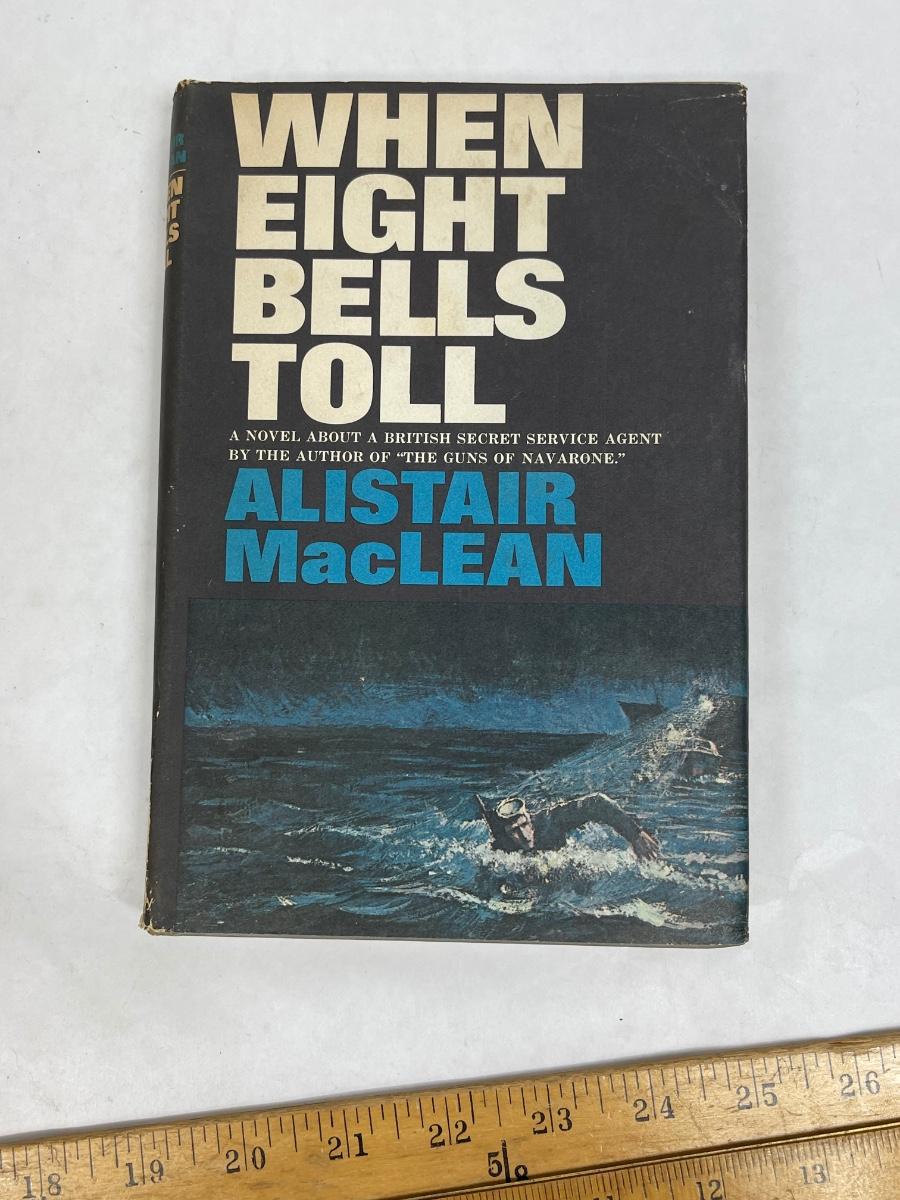 WHEN
EIGHT
BELLS
TOLL
A NOVEL ABOUT A BRITISH SECRET SERVICE AGENT
BY THE AUTHOR OF “THE GUNS OF NAVARONE.”
ALISTAIR
MacLEAN
18 19 20 21 22 23 24 25 26
5/8
12 13